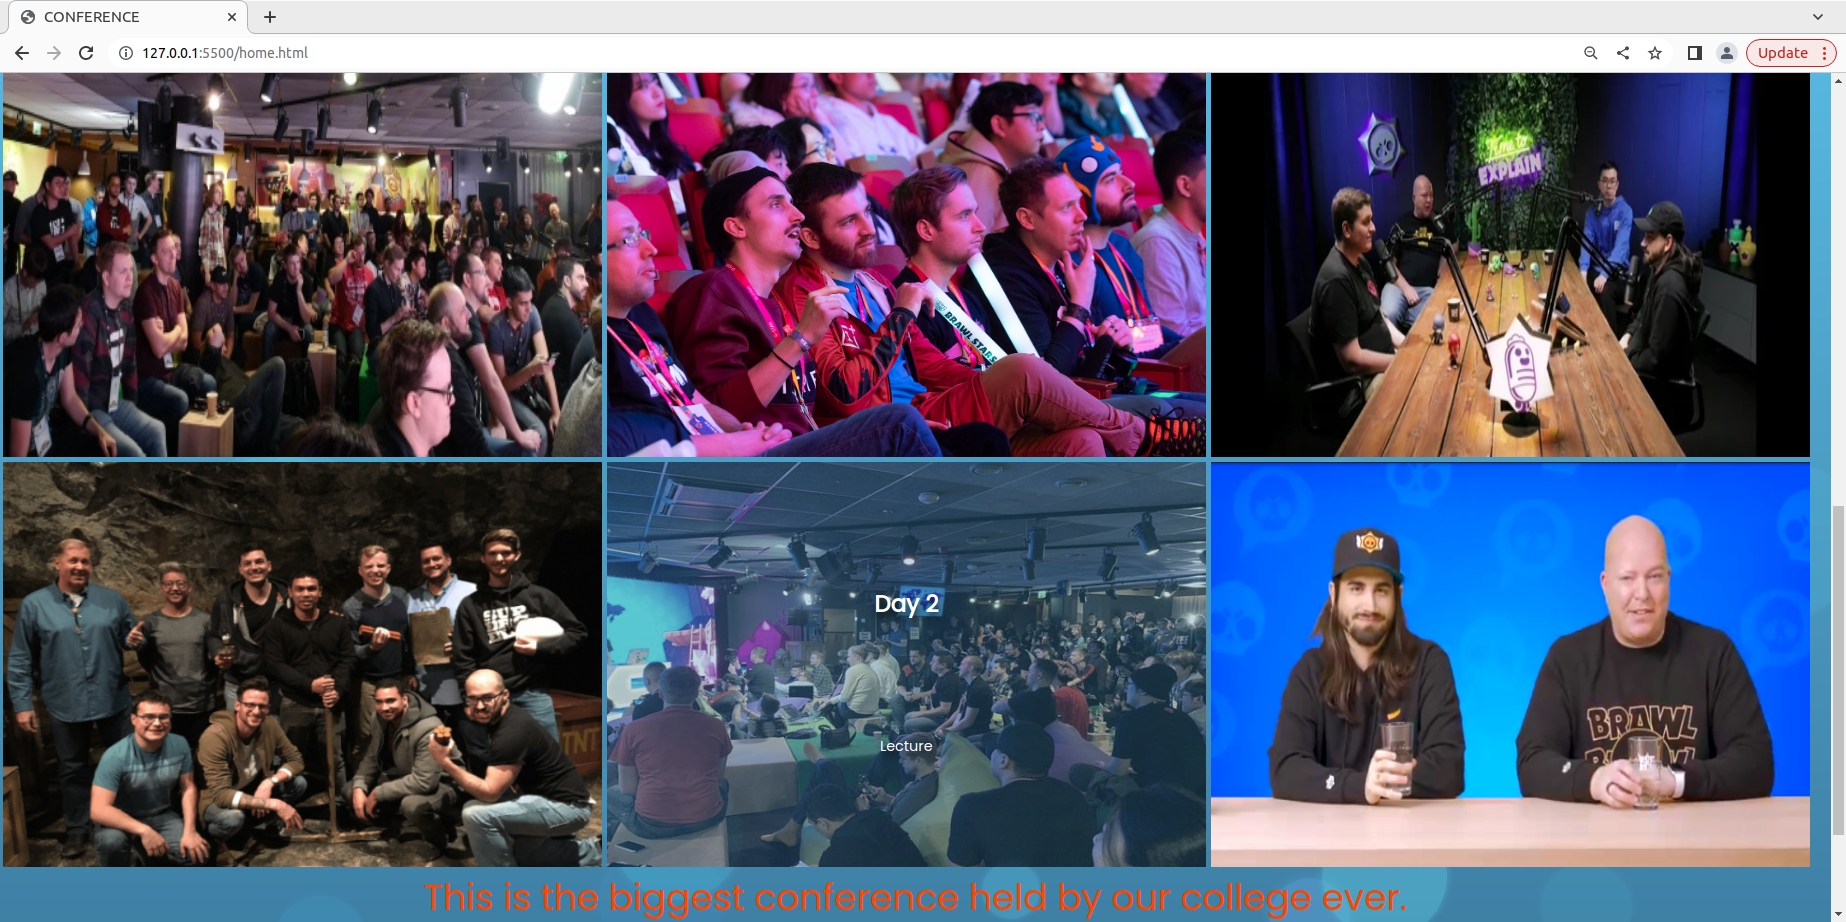 CONFERENCE
127.0.0.1:5500/home.html
Update
Time to
EXPLAIN
BRAWL STARS
Day 2
Lecture
TNT
BRAWL
This is the biggest conference held by our college ever.